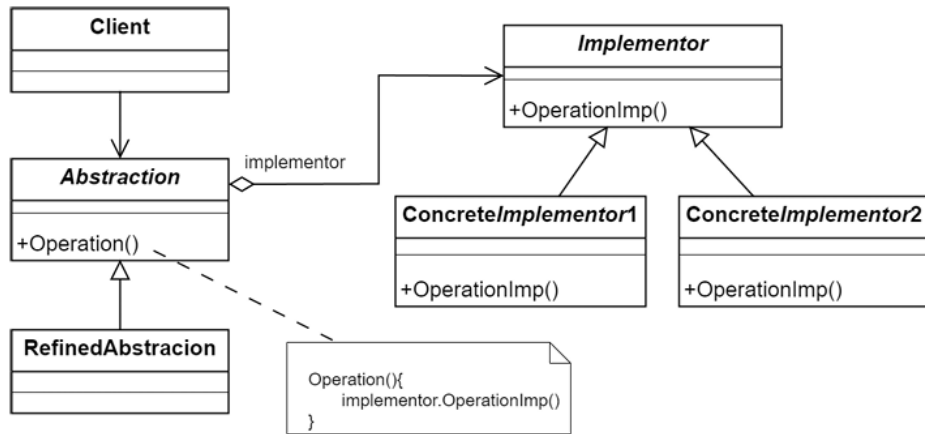 Client
Implementor
+OperationImp()
implementor
Abstraction
+Operation()
ConcreteImplementor1
+OperationImp()
ConcreteImplementor2
+OperationImp()
RefinedAbstracion
Operation(){
implementor.OperationImp()
}